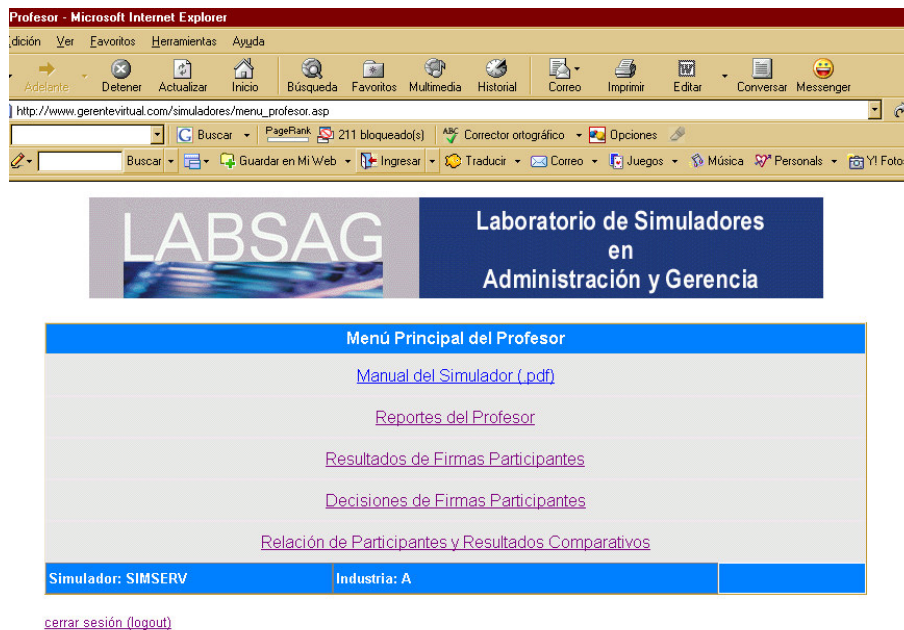 Profesor - Microsoft Internet Explorer
dición Ver Favoritos Herramientas Ayuda
Adelante Detener Actualizar Inicio Búsqueda Favoritos Multimedia Historial Correo Imprimir Editar Conversar Messenger
http://www.gerentevirtual.com/simuladores/menu_profesor.asp
G Buscar PageRank 211 bloqueado(s) ABC Corrector ortográfico Opciones
Buscar Guardar en Mi Web Ingresar Traducir Correo Juegos Música Personals Y! Foto
LABSAG
Laboratorio de Simuladores
en
Administración y Gerencia
Menú Principal del Profesor
Manual del Simulador (.pdf)
Reportes del Profesor
Resultados de Firmas Participantes
Decisiones de Firmas Participantes
Relación de Participantes y Resultados Comparativos
Simulador: SIMSERV Industria: A
cerrar sesión (logout)